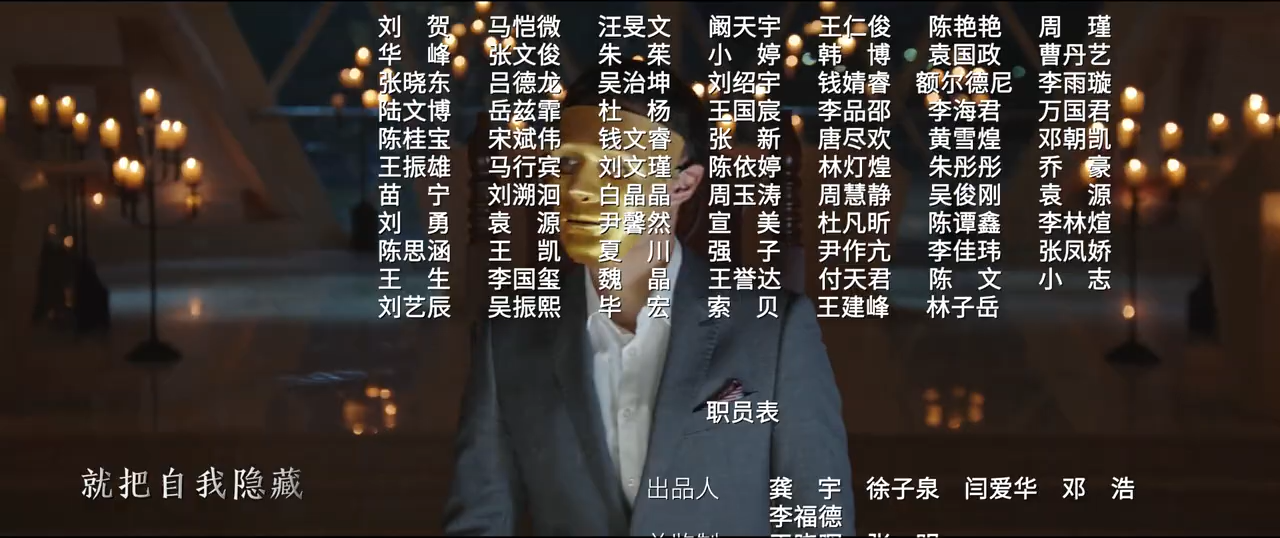 刘 贺 马恺微 汪旻文 阚天宇 王仁俊 陈艳艳 周 瑾
华 峰 张文俊 朱 茱 小 婷 韩 博 袁国政 曹丹艺
张晓东 吕德龙 吴治坤 刘绍宇 钱婧睿 额尔德尼 李雨璇
陆文博 岳兹霏 杜 杨 王国宸 李品邵 李海君 万国君
陈桂宝 宋斌伟 钱文睿 张 新 唐尽欢 黄雪煌 邓朝凯
王振雄 马行宾 刘文瑾 陈依婷 林灯煌 朱彤彤 乔 豪
苗 宁 刘溯洄 白晶晶 周玉涛 周慧静 吴俊刚 袁 源
刘 勇 袁 源 尹馨然 宣 美 杜凡昕 陈谭鑫 李林煊
陈思涵 王 凯 夏 川 强 子 尹作亢 李佳玮 张凤娇
王 生 李国玺 魏 晶 王誉达 付天君 陈 文 小 志
刘艺辰 吴振熙 毕 宏 索 贝 王建峰 林子岳
职员表
就把自我隐藏
出品人 龚 宇 徐子泉 闫爱华 邓 浩
李福德